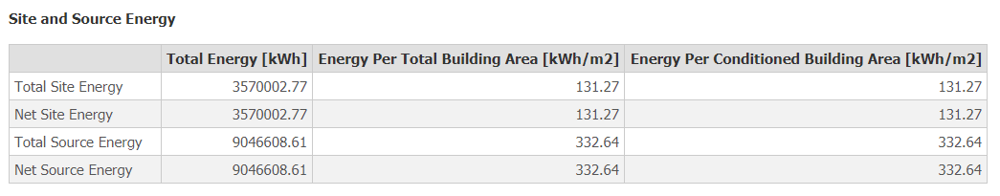 Site and Source Energy
Total Energy [kWh] Energy Per Total Building Area [kWh/m2] Energy Per Conditioned Building Area [kWh/m2]
Total Site Energy 3570002.77 131.27 131.27
Net Site Energy 3570002.77 131.27 131.27
Total Source Energy 9046608.61 332.64 332.64
Net Source Energy 9046608.61 332.64 332.64